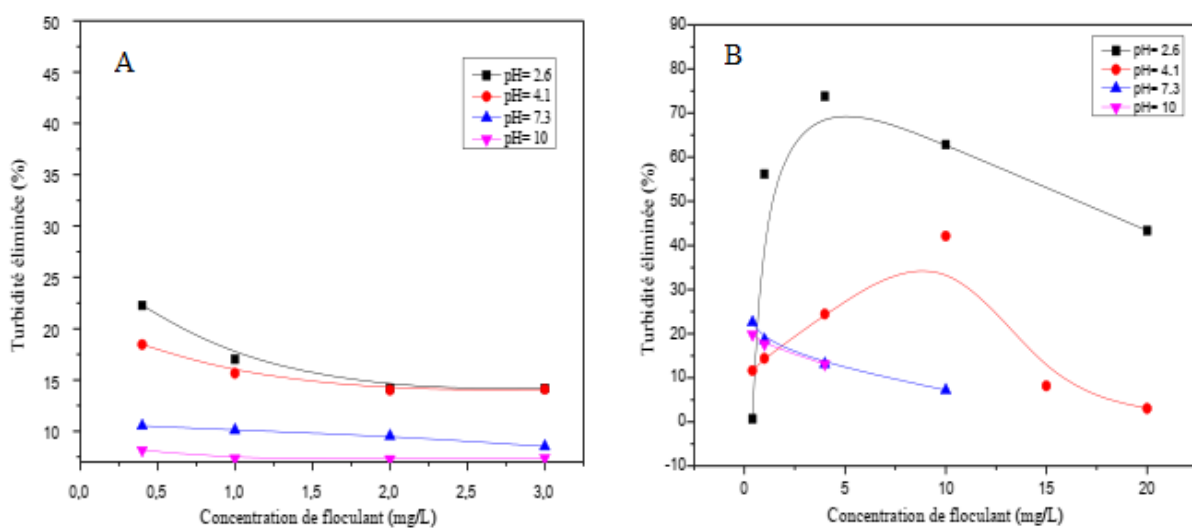 A
50
45
40
35
30
25
20
15
10
Turbidité éliminée (%)
pH= 2.6
pH= 4.1
pH= 7.3
pH= 10
0,0 0,5 1,0 1,5 2,0 2,5 3,0
Concentration de floculant (mg/L)
B
90
80
70
60
50
40
30
20
10
0
-10
Turbidité éliminée (%)
pH= 2.6
pH= 4.1
pH= 7.3
pH= 10
0 5 10 15 20
Concentration de floculant (mg/L)